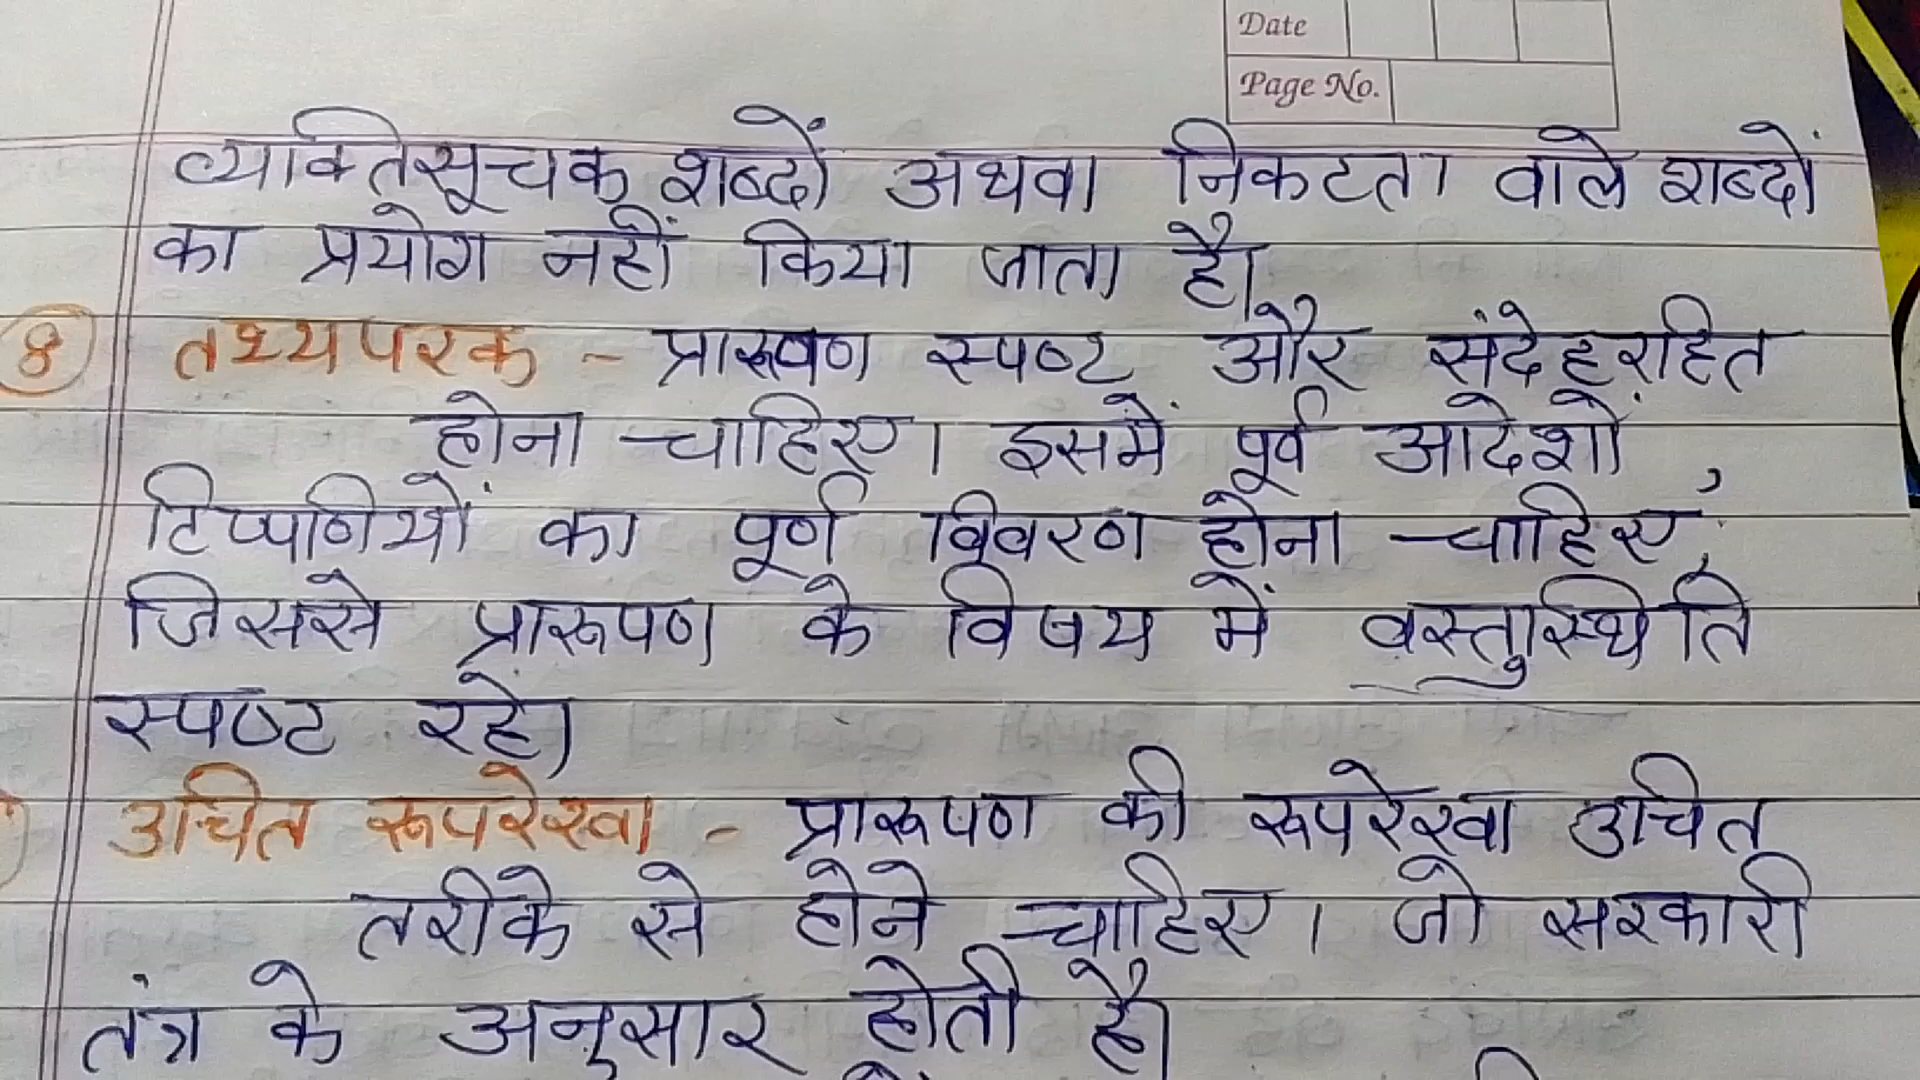 Date
Page No.
व्यक्तिसूचक शब्दों अथवा निकटता वाले शब्दों
का प्रयोग नहीं किया जाता है।
8 तथ्यपरक - प्रारूपण स्पष्ट और संदेहरहित
होना चाहिए। इसमें पूर्व आदेशों,
टिप्पणियों का पूर्ण विवरण होना चाहिए,
जिससे प्रारूपण के विषय में वस्तुस्थिति
स्पष्ट रहे।
उचित रूपरेखा - प्रारूपण की रूपरेखा उचित
तरीके से होने चाहिए। जो सरकारी
तंत्र के अनुसार होती है।